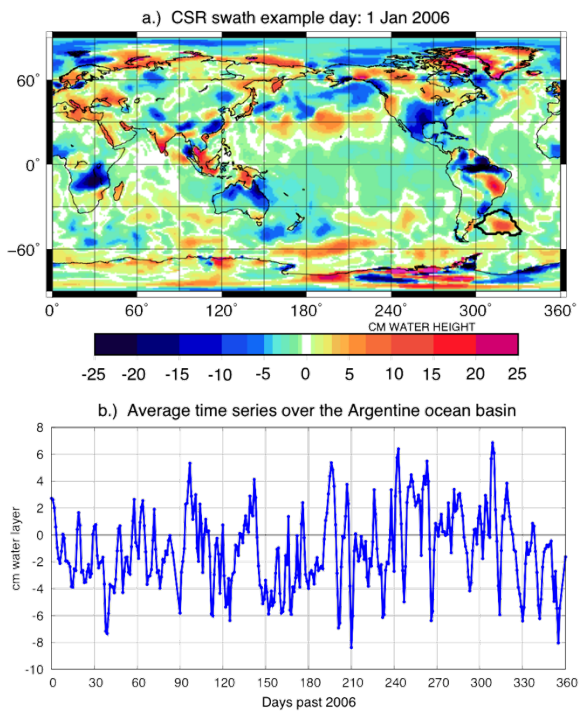 a.) CSR swath example day: 1 Jan 2006
60°
0°
−60°
0° 60° 120° 180° 240° 300° 360°
CM WATER HEIGHT
-25 -20 -15 -10 -5 0 5 10 15 20 25
b.) Average time series over the Argentine ocean basin
8
6
4
2
0
-2
-4
-6
-8
-10
cm water layer
0 30 60 90 120 150 180 210 240 270 300 330 360
Days past 2006